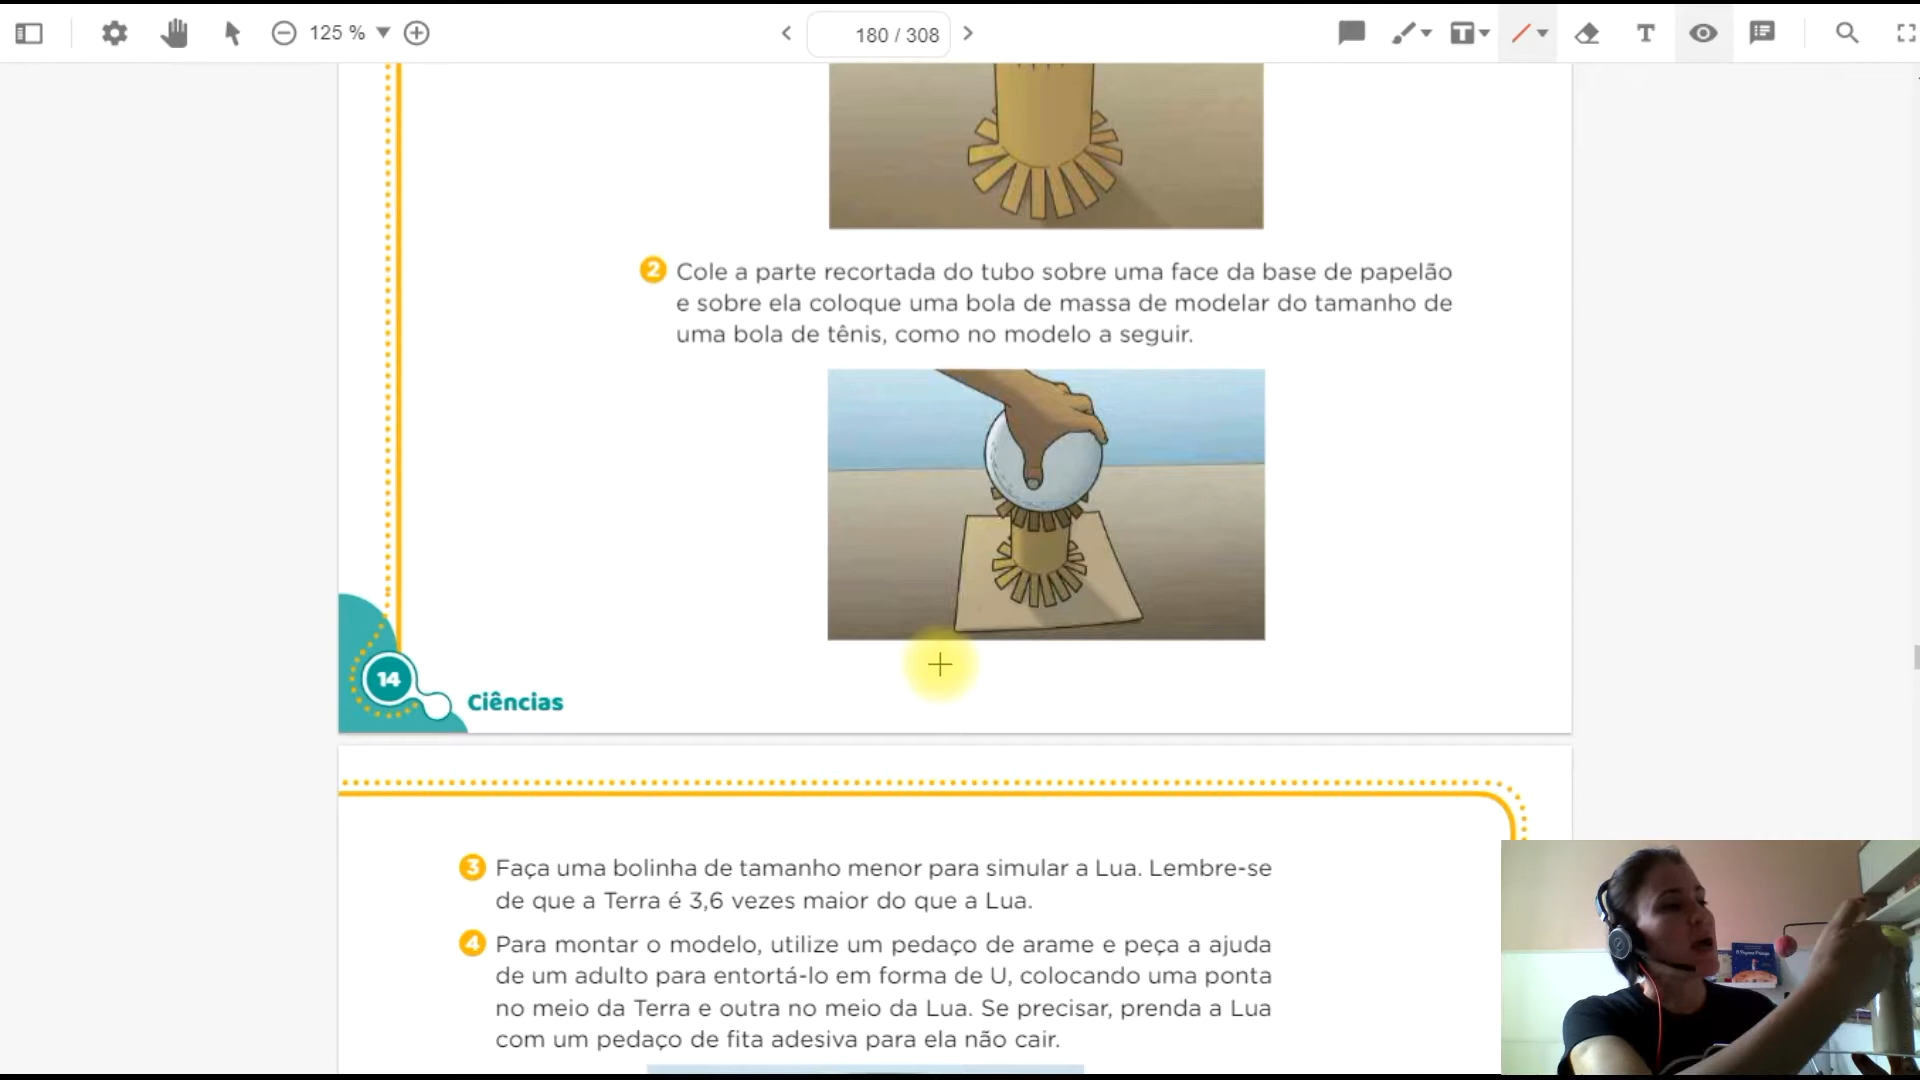 125 %
180 / 308
2 Cole a parte recortada do tubo sobre uma face da base de papelão
e sobre ela coloque uma bola de massa de modelar do tamanho de
uma bola de tênis, como no modelo a seguir.
14
Ciências
3 Faça uma bolinha de tamanho menor para simular a Lua. Lembre-se
de que a Terra é 3,6 vezes maior do que a Lua.
4 Para montar o modelo, utilize um pedaço de arame e peça a ajuda
de um adulto para entortá-lo em forma de U, colocando uma ponta
no meio da Terra e outra no meio da Lua. Se precisar, prenda a Lua
com um pedaço de fita adesiva para ela não cair.